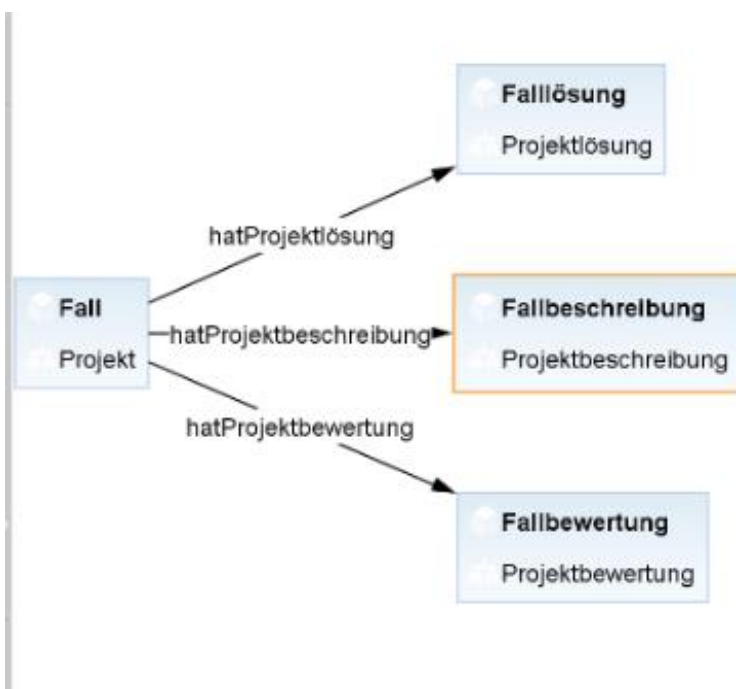 Falllösung
Projektlösung
hatProjektlösung
Fall
Projekt
hatProjektbeschreibung
Fallbeschreibung
Projektbeschreibung
hatProjektbewertung
Fallbewertung
Projektbewertung